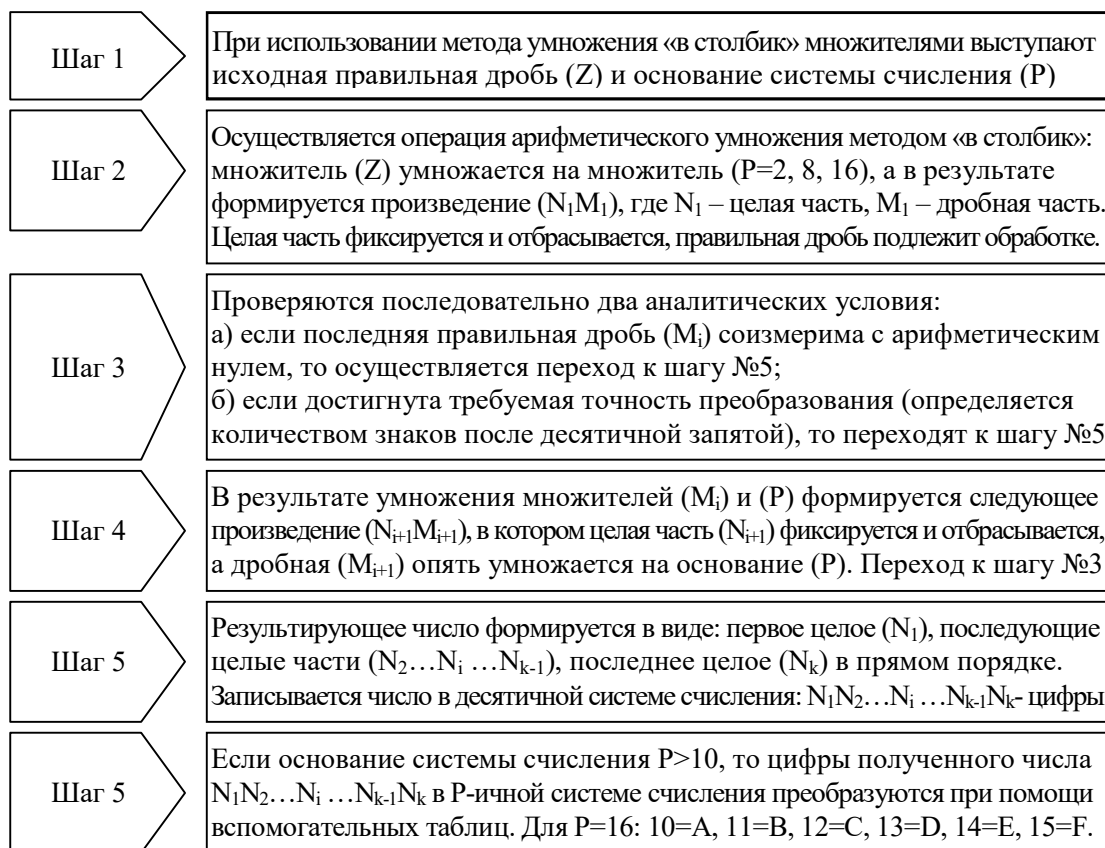 Шаг 1
При использовании метода умножения «в столбик» множителями выступают
исходная правильная дробь (Z) и основание системы счисления (P)
Шаг 2
Осуществляется операция арифметического умножения методом «в столбик»:
множитель (Z) умножается на множитель (P=2, 8, 16), а в результате
формируется произведение (N₁M₁), где N₁ – целая часть, M₁ – дробная часть.
Целая часть фиксируется и отбрасывается, правильная дробь подлежит обработке.
Шаг 3
Проверяются последовательно два аналитических условия:
а) если последняя правильная дробь (Mᵢ) соизмерима с арифметическим
нулем, то осуществляется переход к шагу №5;
б) если достигнута требуемая точность преобразования (определяется
количеством знаков после десятичной запятой), то переходят к шагу №5
Шаг 4
В результате умножения множителей (Mᵢ) и (P) формируется следующее
произведение (Nᵢ₊₁Mᵢ₊₁), в котором целая часть (Nᵢ₊₁) фиксируется и отбрасывается,
а дробная (Mᵢ₊₁) опять умножается на основание (P). Переход к шагу №3
Шаг 5
Результирующее число формируется в виде: первое целое (N₁), последующие
целые части (N₂…Nᵢ …Nₖ₋₁), последнее целое (Nₖ) в прямом порядке.
Записывается число в десятичной системе счисления: N₁N₂…Nᵢ …Nₖ₋₁Nₖ- цифры
Шаг 5
Если основание системы счисления P>10, то цифры полученного числа
N₁N₂…Nᵢ …Nₖ₋₁Nₖ в P-ичной системе счисления преобразуются при помощи
вспомогательных таблиц. Для P=16: 10=A, 11=B, 12=C, 13=D, 14=E, 15=F.